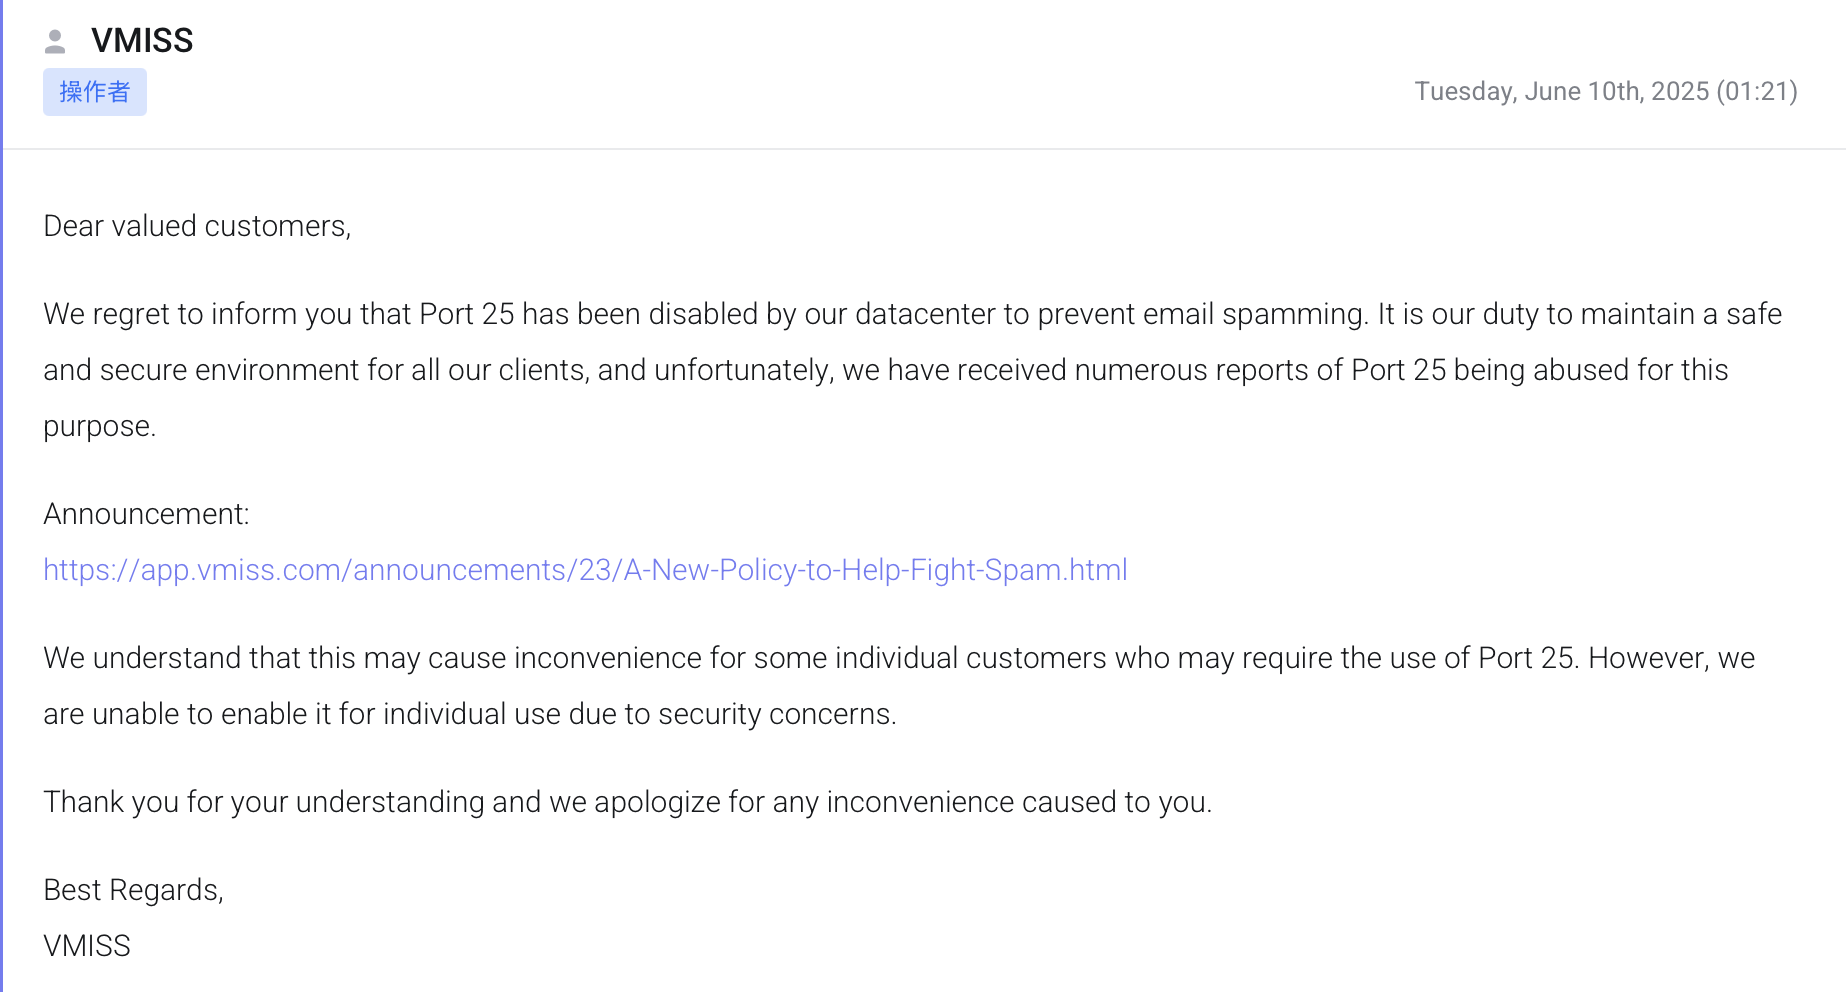 VMISS
操作者
Tuesday, June 10th, 2025 (01:21)
Dear valued customers,
We regret to inform you that Port 25 has been disabled by our datacenter to prevent email spamming. It is our duty to maintain a safe
and secure environment for all our clients, and unfortunately, we have received numerous reports of Port 25 being abused for this
purpose.
Announcement:
https://app.vmiss.com/announcements/23/A-New-Policy-to-Help-Fight-Spam.html
We understand that this may cause inconvenience for some individual customers who may require the use of Port 25. However, we
are unable to enable it for individual use due to security concerns.
Thank you for your understanding and we apologize for any inconvenience caused to you.
Best Regards,
VMISS